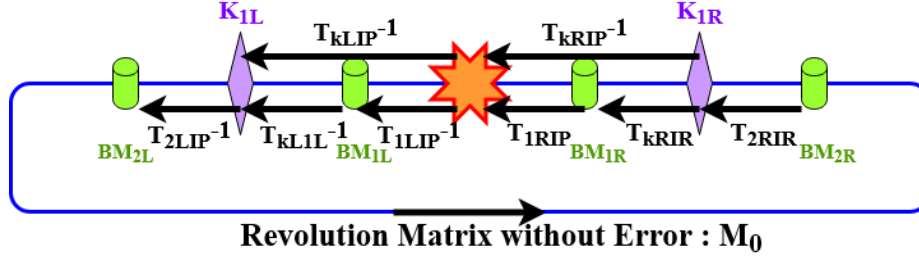 K1L K1R
TkLIP-1 TkRIP-1
T2LIP-1 TkL1L-1 T1LIP-1 T1RIP TkRIR T2RIR
BM2L BM1L BM1R BM2R
Revolution Matrix without Error : M0